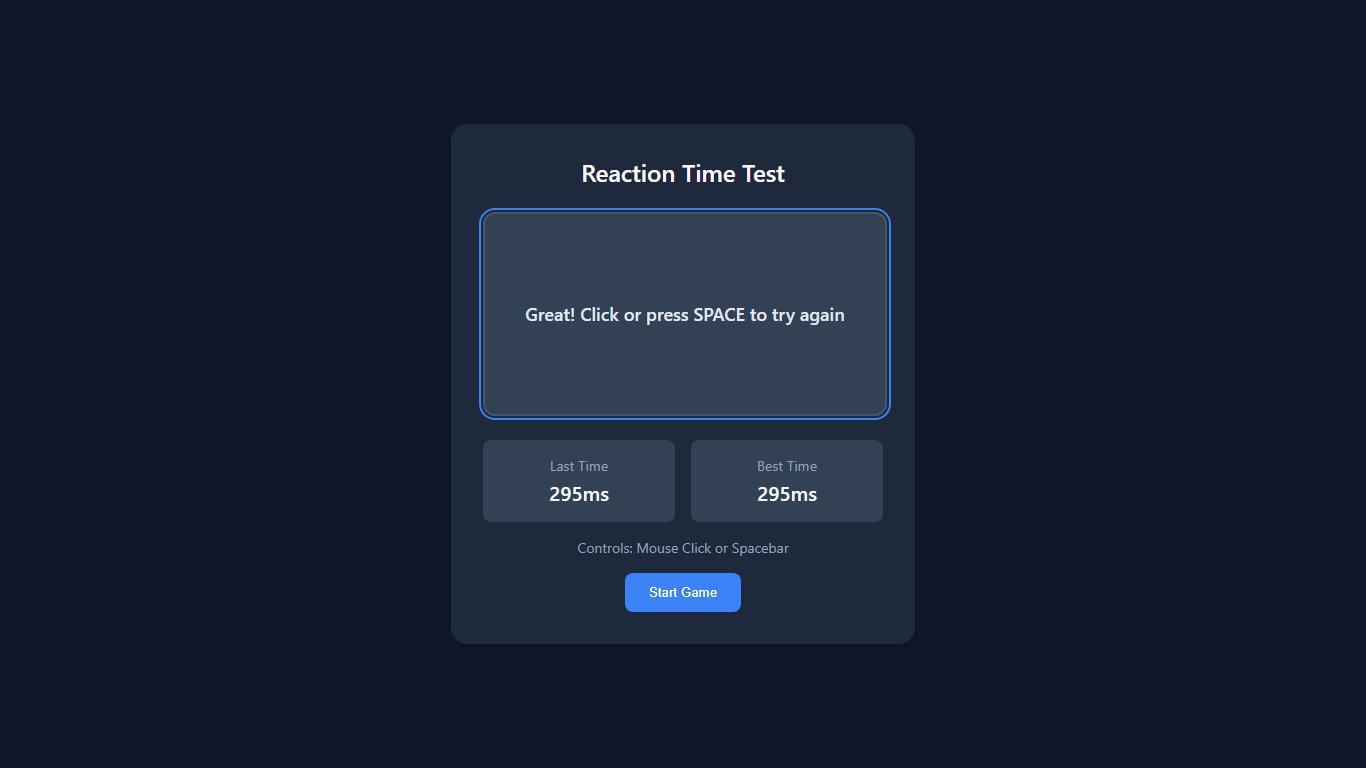 Reaction Time Test
Great! Click or press SPACE to try again
Last Time
295ms
Best Time
295ms
Controls: Mouse Click or Spacebar
Start Game